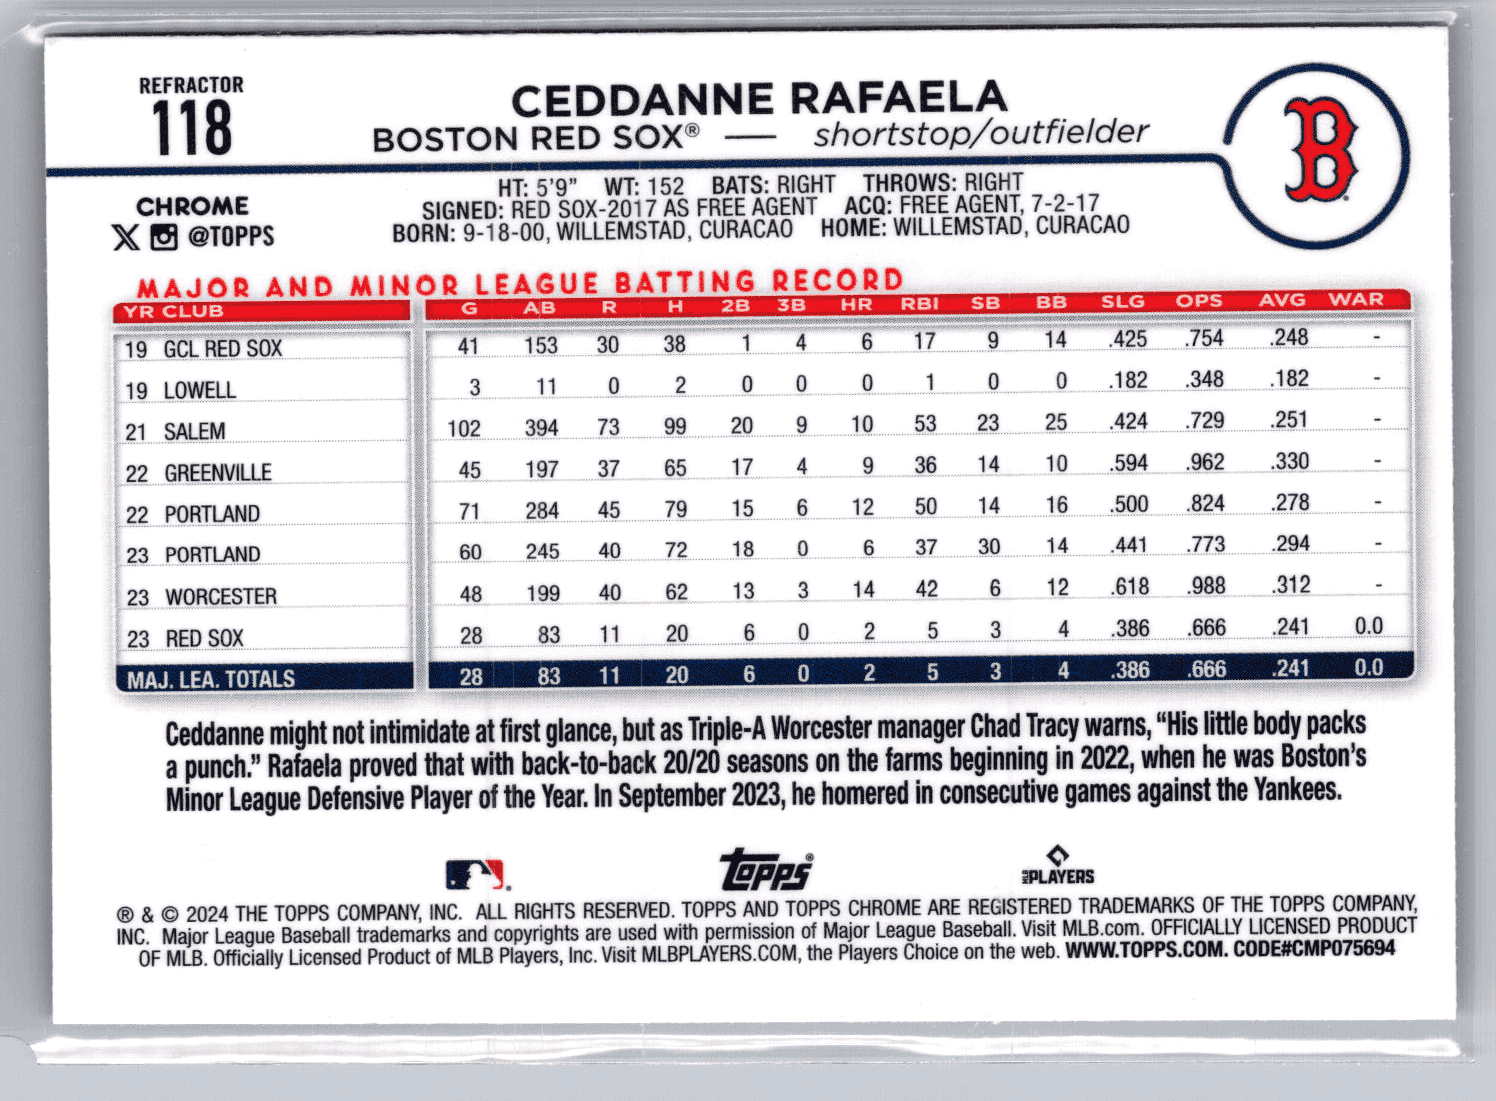 REFRACTOR
118
CEDDANNE RAFAELA
BOSTON RED SOX® — shortstop/outfielder
B
CHROME
X @TOPPS
HT: 5'9" WT: 152 BATS: RIGHT THROWS: RIGHT
SIGNED: RED SOX-2017 AS FREE AGENT ACQ: FREE AGENT, 7-2-17
BORN: 9-18-00, WILLEMSTAD, CURACAO HOME: WILLEMSTAD, CURACAO
MAJOR AND MINOR LEAGUE BATTING RECORD
YR CLUB G AB R H 2B 3B HR RBI SB BB SLG OPS AVG WAR
19 GCL RED SOX 41 153 30 38 1 4 6 17 9 14 .425 .754 .248 -
19 LOWELL 3 11 0 2 0 0 0 1 0 0 .182 .348 .182 -
21 SALEM 102 394 73 99 20 9 10 53 23 25 .424 .729 .251 -
22 GREENVILLE 45 197 37 65 17 4 9 36 14 10 .594 .962 .330 -
22 PORTLAND 71 284 45 79 15 6 12 50 14 16 .500 .824 .278 -
23 PORTLAND 60 245 40 72 18 0 6 37 30 14 .441 .773 .294 -
23 WORCESTER 48 199 40 62 13 3 14 42 6 12 .618 .988 .312 -
23 RED SOX 28 83 11 20 6 0 2 5 3 4 .386 .666 .241 0.0
MAJ. LEA. TOTALS 28 83 11 20 6 0 2 5 3 4 .386 .666 .241 0.0
Ceddanne might not intimidate at first glance, but as Triple-A Worcester manager Chad Tracy warns, “His little body packs
a punch.” Rafaela proved that with back-to-back 20/20 seasons on the farms beginning in 2022, when he was Boston's
Minor League Defensive Player of the Year. In September 2023, he homered in consecutive games against the Yankees.
Topps®
MLB PLAYERS
® & © 2024 THE TOPPS COMPANY, INC. ALL RIGHTS RESERVED. TOPPS AND TOPPS CHROME ARE REGISTERED TRADEMARKS OF THE TOPPS COMPANY,
INC. Major League Baseball trademarks and copyrights are used with permission of Major League Baseball. Visit MLB.com. OFFICIALLY LICENSED PRODUCT
OF MLB. Officially Licensed Product of MLB Players, Inc. Visit MLBPLAYERS.COM, the Players Choice on the web. WWW.TOPPS.COM. CODE#CMP075694